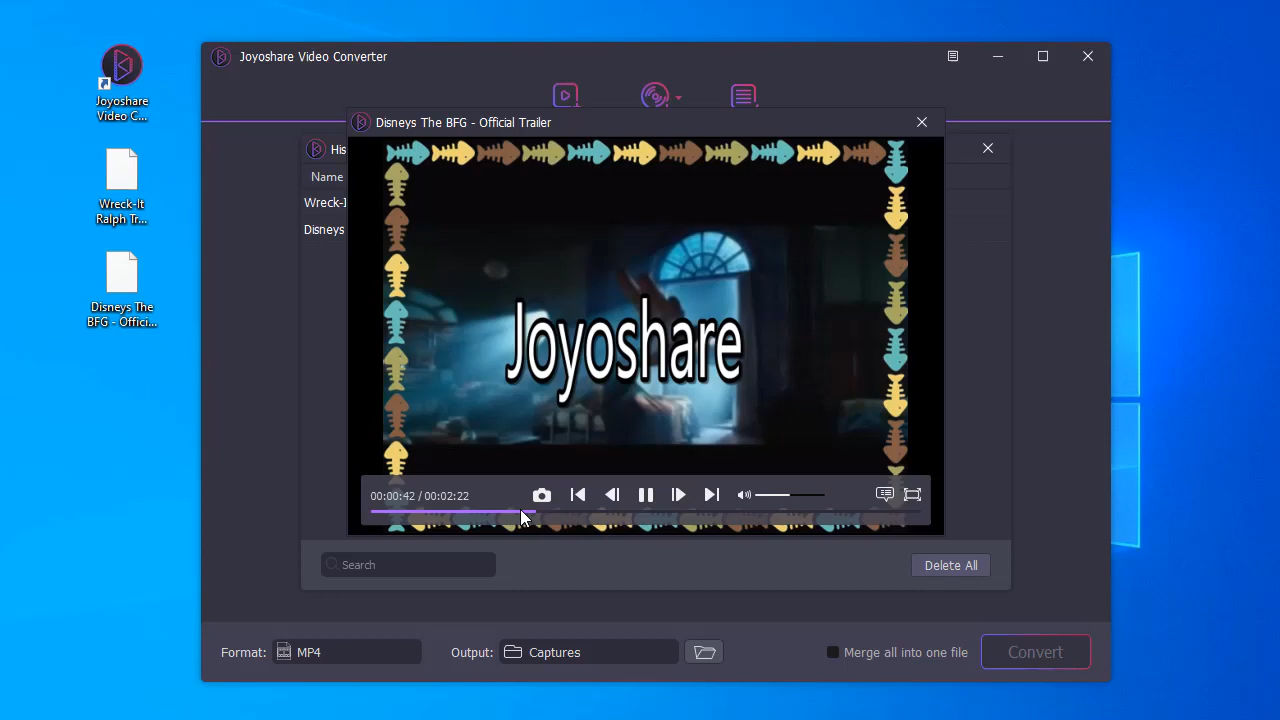 Joyoshare
Video C...
Wreck-It
Ralph Tr...
Disneys The
BFG - Offici...
Joyoshare Video Converter
Disneys The BFG - Official Trailer
His
Name
Wreck-I
Disneys
Joyoshare
00:00:42 / 00:02:22
Search
Delete All
Format:
MP4
Output:
Captures
Merge all into one file
Convert